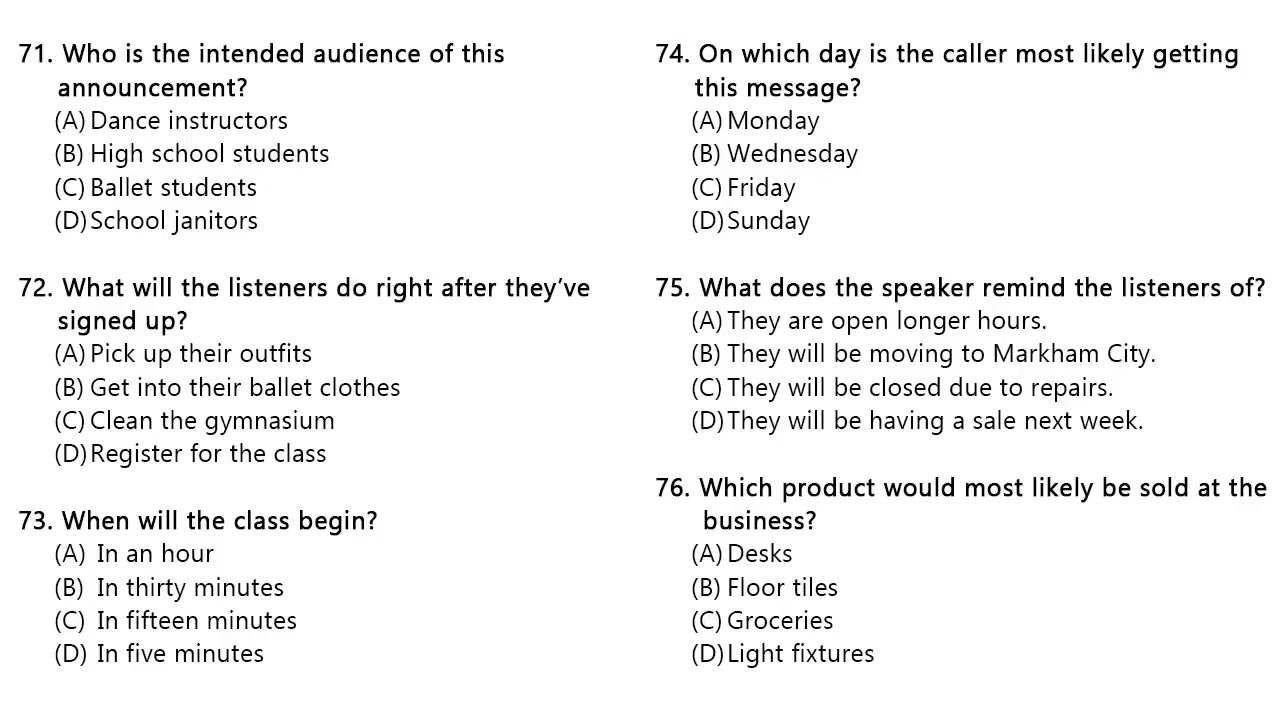 71. Who is the intended audience of this
announcement?
(A) Dance instructors
(B) High school students
(C) Ballet students
(D) School janitors
72. What will the listeners do right after they’ve
signed up?
(A) Pick up their outfits
(B) Get into their ballet clothes
(C) Clean the gymnasium
(D) Register for the class
73. When will the class begin?
(A) In an hour
(B) In thirty minutes
(C) In fifteen minutes
(D) In five minutes
74. On which day is the caller most likely getting
this message?
(A) Monday
(B) Wednesday
(C) Friday
(D) Sunday
75. What does the speaker remind the listeners of?
(A) They are open longer hours.
(B) They will be moving to Markham City.
(C) They will be closed due to repairs.
(D) They will be having a sale next week.
76. Which product would most likely be sold at the
business?
(A) Desks
(B) Floor tiles
(C) Groceries
(D) Light fixtures